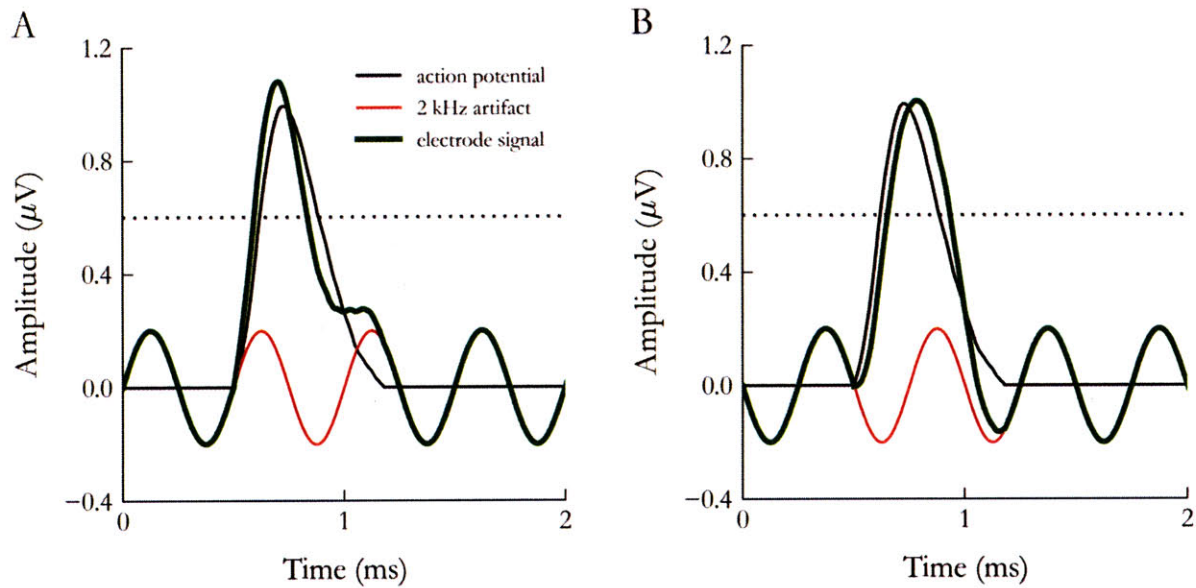 A
Amplitude (μV)
1.2
0.8
0.4
0.0
−0.4
action potential
2 kHz artifact
electrode signal
0
1
2
Time (ms)
B
Amplitude (μV)
1.2
0.8
0.4
0.0
−0.4
0
1
2
Time (ms)